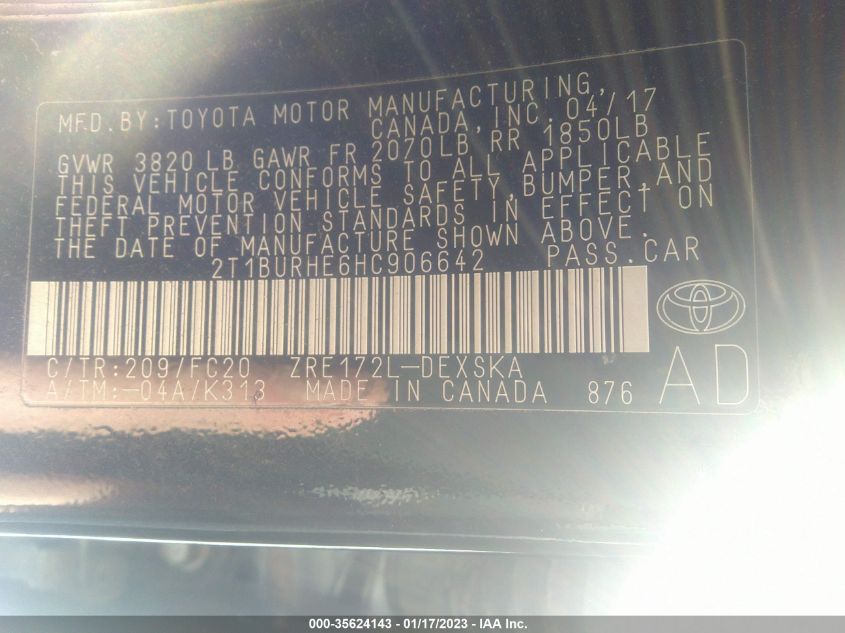 MFD. BY: TOYOTA MOTOR MANUFACTURING,
CANADA, INC. 04/17
GVWR 3820 LB GAWR FR 2070LB RR 1850LB
THIS VEHICLE CONFORMS TO ALL APPLICABLE
FEDERAL MOTOR VEHICLE SAFETY, BUMPER, AND
THEFT PREVENTION STANDARDS IN EFFECT ON
THE DATE OF MANUFACTURE SHOWN ABOVE.
2T1BURHE6HC906642 PASS. CAR
C/TR: 209/FC20 ZRE172L-DEXSKA
A/TM: -04A/K313 MADE IN CANADA 876
AD
000-35624143 - 01/17/2023 - IAA Inc.